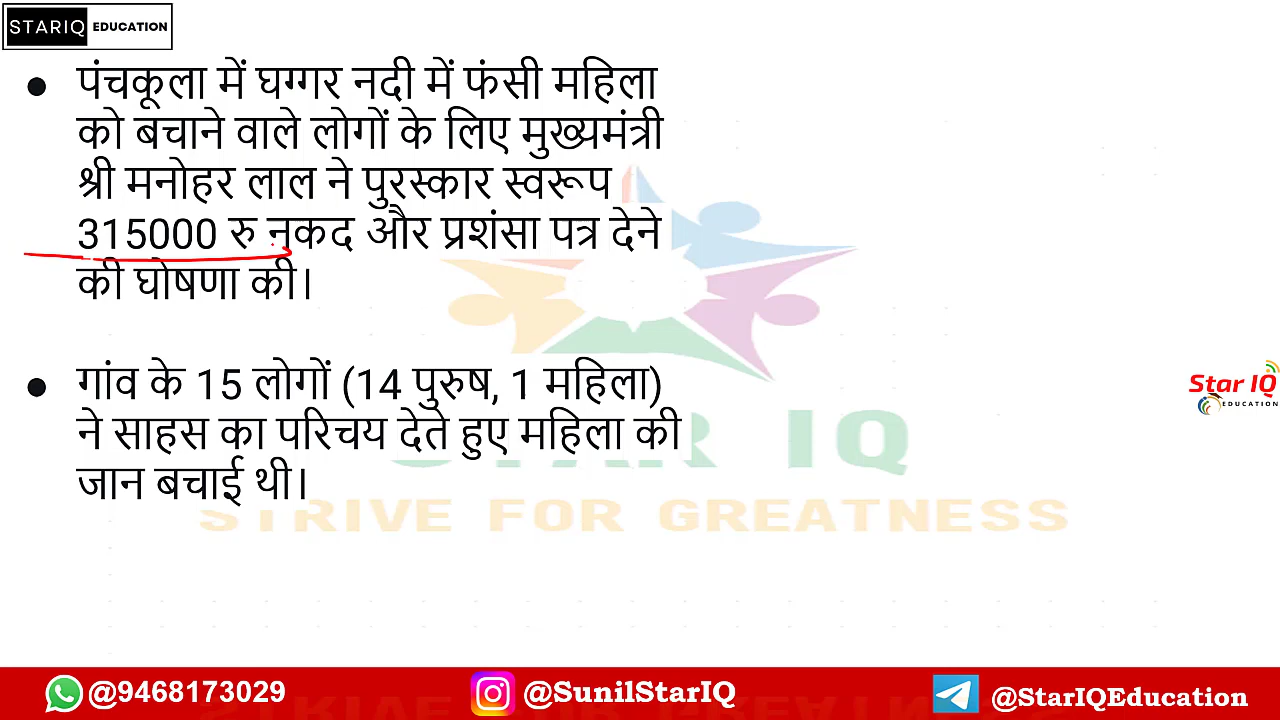 STARIQ EDUCATION
पंचकूला में घग्गर नदी में फंसी महिला
को बचाने वाले लोगों के लिए मुख्यमंत्री
श्री मनोहर लाल ने पुरस्कार स्वरूप
315000 रु नकद और प्रशंसा पत्र देने
की घोषणा की।
गांव के 15 लोगों (14 पुरुष, 1 महिला)
ने साहस का परिचय देते हुए महिला की
जान बचाई थी।
STAR IQ
STRIVE FOR GREATNESS
Star IQ
EDUCATION
@9468173029 @SunilStarIQ @StarIQEducation